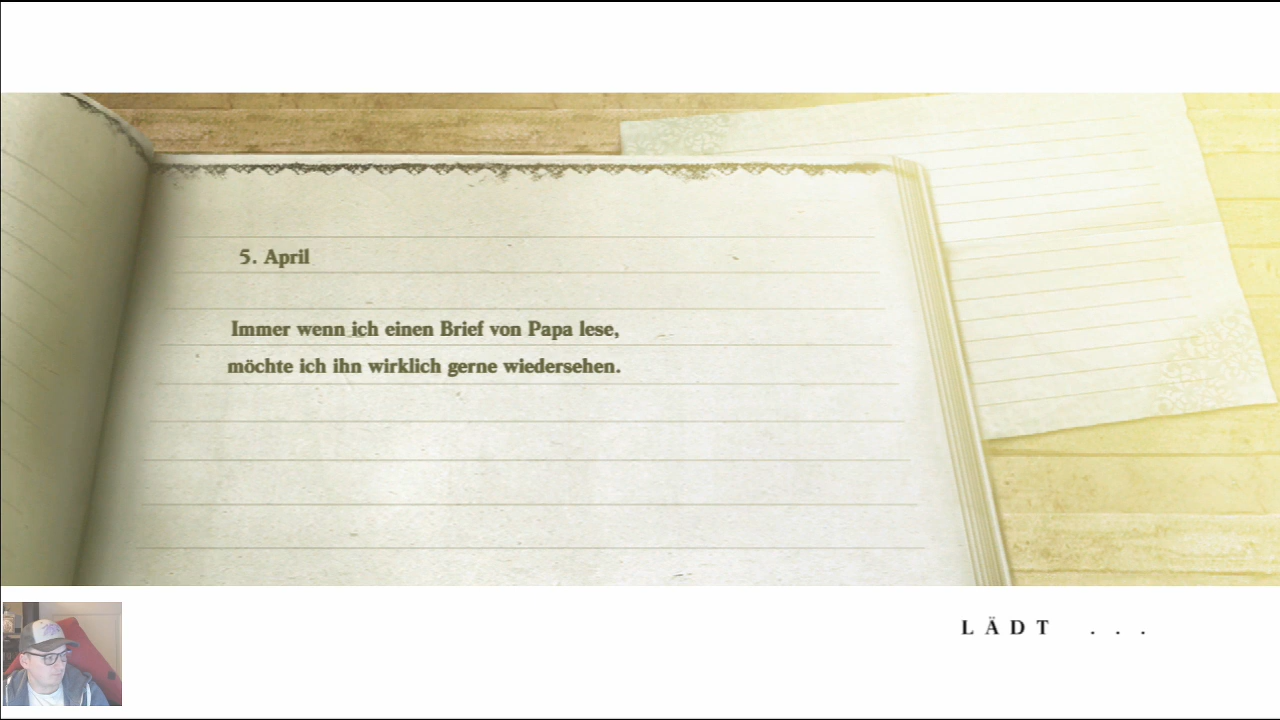 5. April
Immer wenn ich einen Brief von Papa lese,
möchte ich ihn wirklich gerne wiedersehen.
LÄDT ...